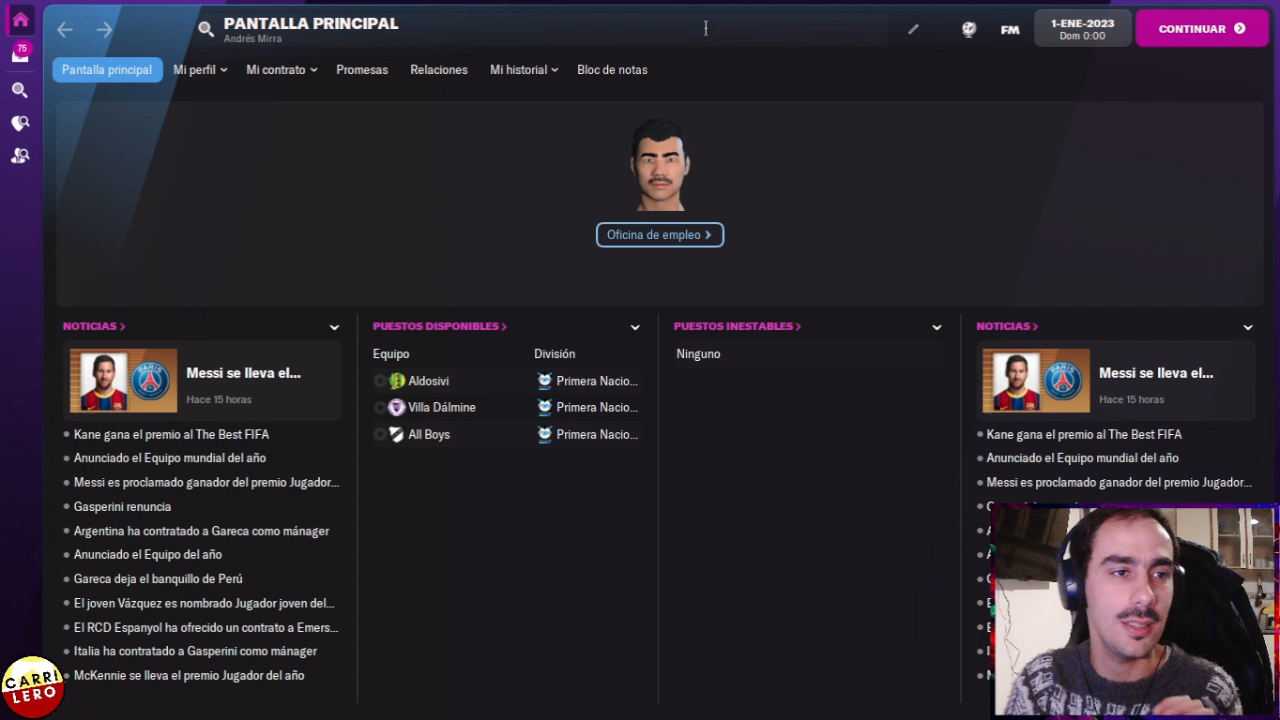 PANTALLA PRINCIPAL
Andrés Mirra
FM
1-ENE-2023
Dom 0:00
CONTINUAR
75
Pantalla principal
Mi perfil
Mi contrato
Promesas
Relaciones
Mi historial
Bloc de notas
Oficina de empleo
NOTICIAS
PARIS
Messi se lleva el...
Hace 15 horas
Kane gana el premio al The Best FIFA
Anunciado el Equipo mundial del año
Messi es proclamado ganador del premio Jugador...
Gasperini renuncia
Argentina ha contratado a Gareca como mánager
Anunciado el Equipo del año
Gareca deja el banquillo de Perú
El joven Vázquez es nombrado Jugador joven del...
El RCD Espanyol ha ofrecido un contrato a Emers...
Italia ha contratado a Gasperini como mánager
McKennie se lleva el premio Jugador del año
PUESTOS DISPONIBLES
Equipo División
Aldosivi Primera Nacio...
Villa Dálmine Primera Nacio...
All Boys Primera Nacio...
PUESTOS INESTABLES
Ninguno
NOTICIAS
PARIS
Messi se lleva el...
Hace 15 horas
Kane gana el premio al The Best FIFA
Anunciado el Equipo mundial del año
Messi es proclamado ganador del premio Jugador...
CARRI
LERO